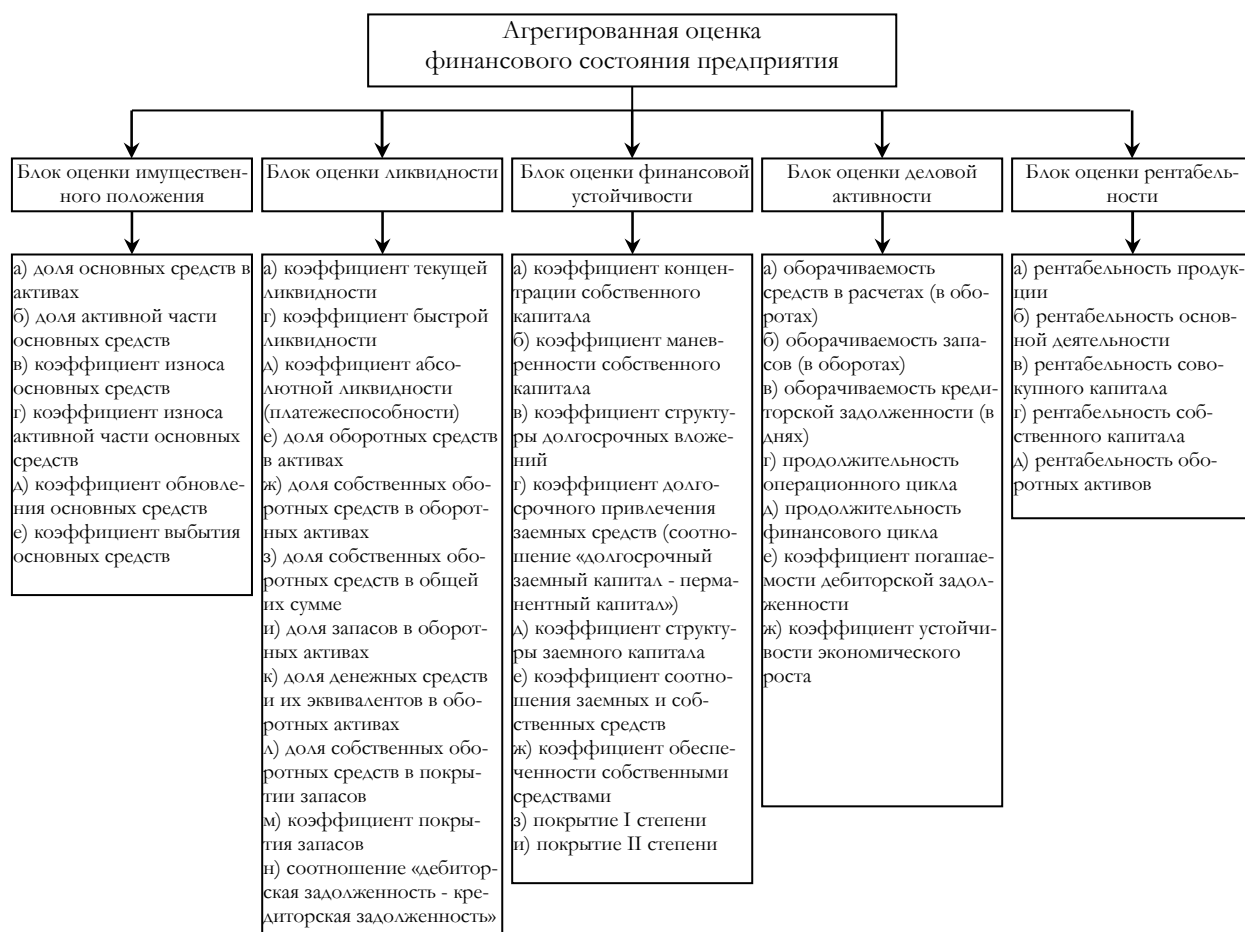 Агрегированная оценка
финансового состояния предприятия
Блок оценки имуществен-
ного положения
Блок оценки ликвидности
Блок оценки финансовой
устойчивости
Блок оценки деловой
активности
Блок оценки рентабель-
ности
а) доля основных средств в
активах
б) доля активной части
основных средств
в) коэффициент износа
основных средств
г) коэффициент износа
активной части основных
средств
д) коэффициент обновле-
ния основных средств
е) коэффициент выбытия
основных средств
а) коэффициент текущей
ликвидности
г) коэффициент быстрой
ликвидности
д) коэффициент абсо-
лютной ликвидности
(платежеспособности)
е) доля оборотных средств
в активах
ж) доля собственных обо-
ротных средств в оборот-
ных активах
з) доля собственных обо-
ротных средств в общей
их сумме
и) доля запасов в оборот-
ных активах
к) доля денежных средств
и их эквивалентов в обо-
ротных активах
л) доля собственных обо-
ротных средств в покры-
тии запасов
м) коэффициент покры-
тия запасов
н) соотношение «дебитор-
ская задолженность - кре-
диторская задолженность»
а) коэффициент концен-
трации собственного
капитала
б) коэффициент манев-
ренности собственного
капитала
в) коэффициент структу-
ры долгосрочных вложе-
ний
г) коэффициент долго-
срочного привлечения
заемных средств (соотно-
шение «долгосрочный
заемный капитал - перма-
нентный капитал»)
д) коэффициент структу-
ры заемного капитала
е) коэффициент соотно-
шения заемных и соб-
ственных средств
ж) коэффициент обеспе-
ченности собственными
средствами
з) покрытие I степени
и) покрытие II степени
а) оборачиваемость
средств в расчетах (в обо-
ротах)
б) оборачиваемость запа-
сов (в оборотах)
в) оборачиваемость креди-
торской задолженности (в
днях)
г) продолжительность
операционного цикла
д) продолжительность
финансового цикла
е) коэффициент погашае-
мости дебиторской задол-
женности
ж) коэффициент устойчи-
вости экономического
роста
а) рентабельность продук-
ции
б) рентабельность основ-
ной деятельности
в) рентабельность сово-
купного капитала
г) рентабельность соб-
ственного капитала
д) рентабельность обо-
ротных активов